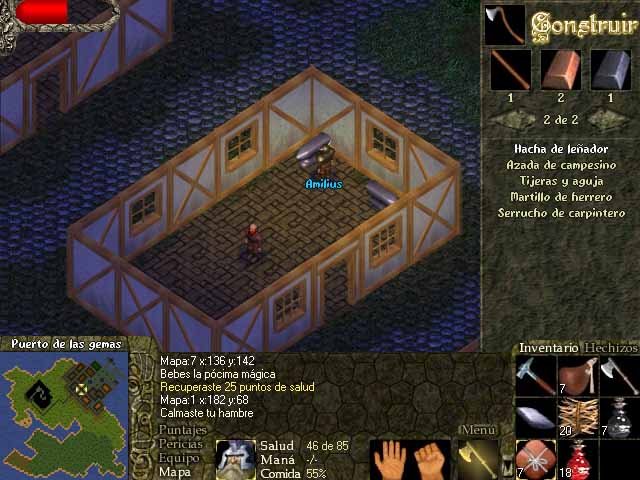 Construir
1
2
1
2 de 2
Hacha de leñador
Azada de campesino
Tijeras y aguja
Martillo de herrero
Serrucho de carpintero
Amilius
Puerto de las gemas
Mapa:7 x:136 y:142
Bebes la pócima mágica
Recuperaste 25 puntos de salud
Mapa:1 x:182 y:68
Calmaste tu hambre
Puntajes
Pericias
Equipo
Mapa
Salud 46 de 85
Maná -/-
Comida 55%
Menú
Inventario Hechizos
7
20 7
7 18